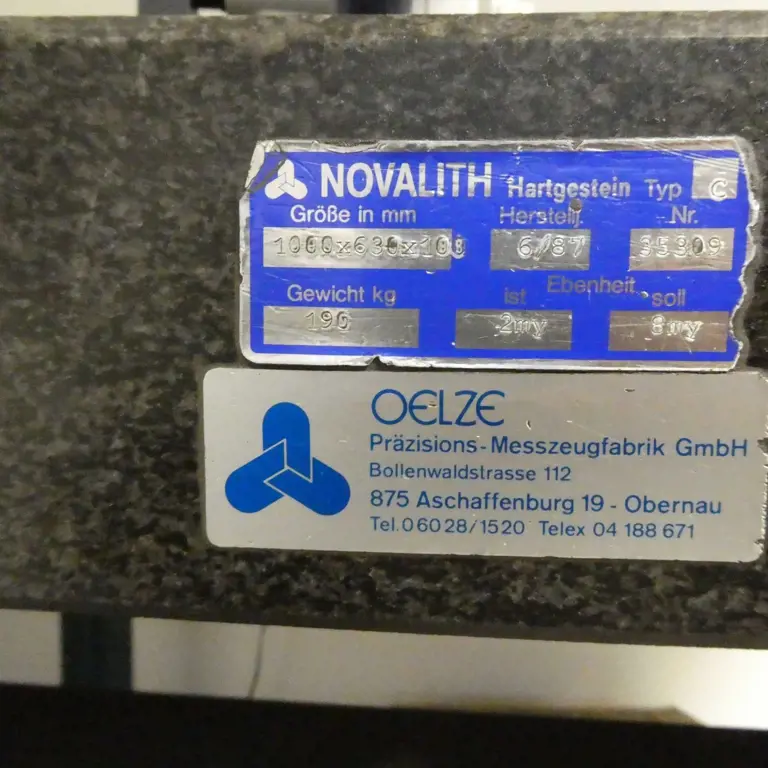 NOVALITH Hartgestein Typ C
Größe in mm Herstellj. Nr.
1000x630x100 6/87 35309
Gewicht kg ist Ebenheit soll
190 2my 8my
OELZE
Präzisions-Messzeugfabrik GmbH
Bollenwaldstrasse 112
875 Aschaffenburg 19 - Obernau
Tel. 06028/1520 Telex 04 188 671